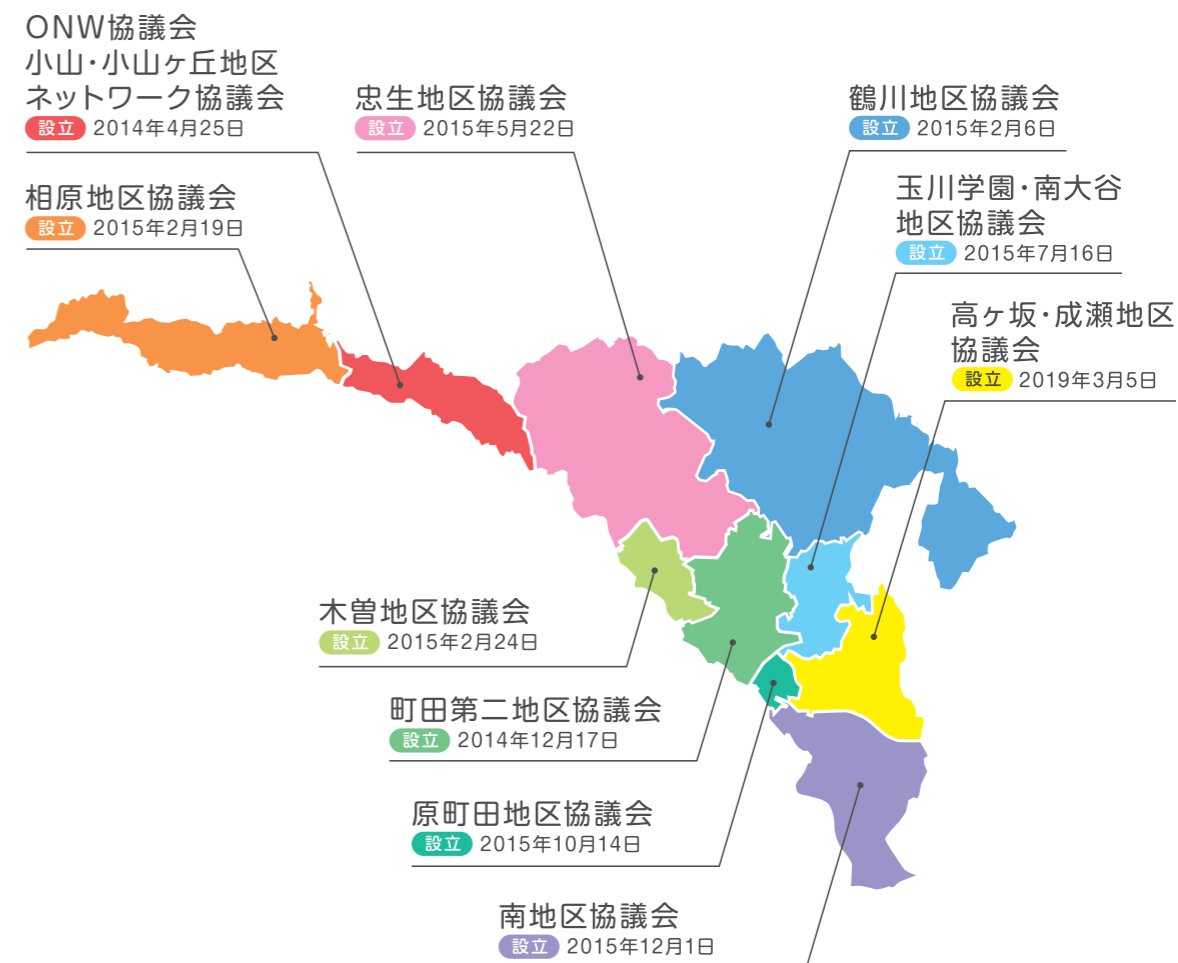 ONW協議会
小山･小山ヶ丘地区
ネットワーク協議会
設立 2014年4月25日
忠生地区協議会
設立 2015年5月22日
鶴川地区協議会
設立 2015年2月6日
相原地区協議会
設立 2015年2月19日
玉川学園･南大谷
地区協議会
設立 2015年7月16日
高ヶ坂･成瀬地区
協議会
設立 2019年3月5日
木曽地区協議会
設立 2015年2月24日
町田第二地区協議会
設立 2014年12月17日
原町田地区協議会
設立 2015年10月14日
南地区協議会
設立 2015年12月1日